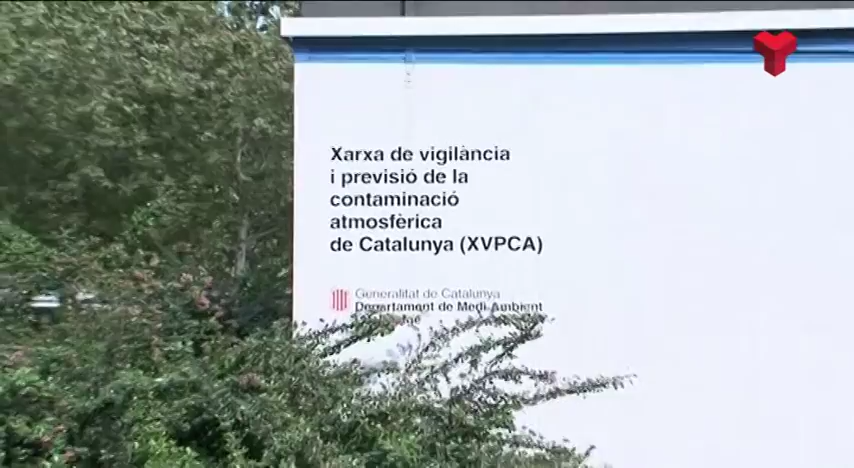 Xarxa de vigilància
i previsió de la
contaminació
atmosfèrica
de Catalunya (XVPCA)
Generalitat de Catalunya
Departament de Medi Ambient